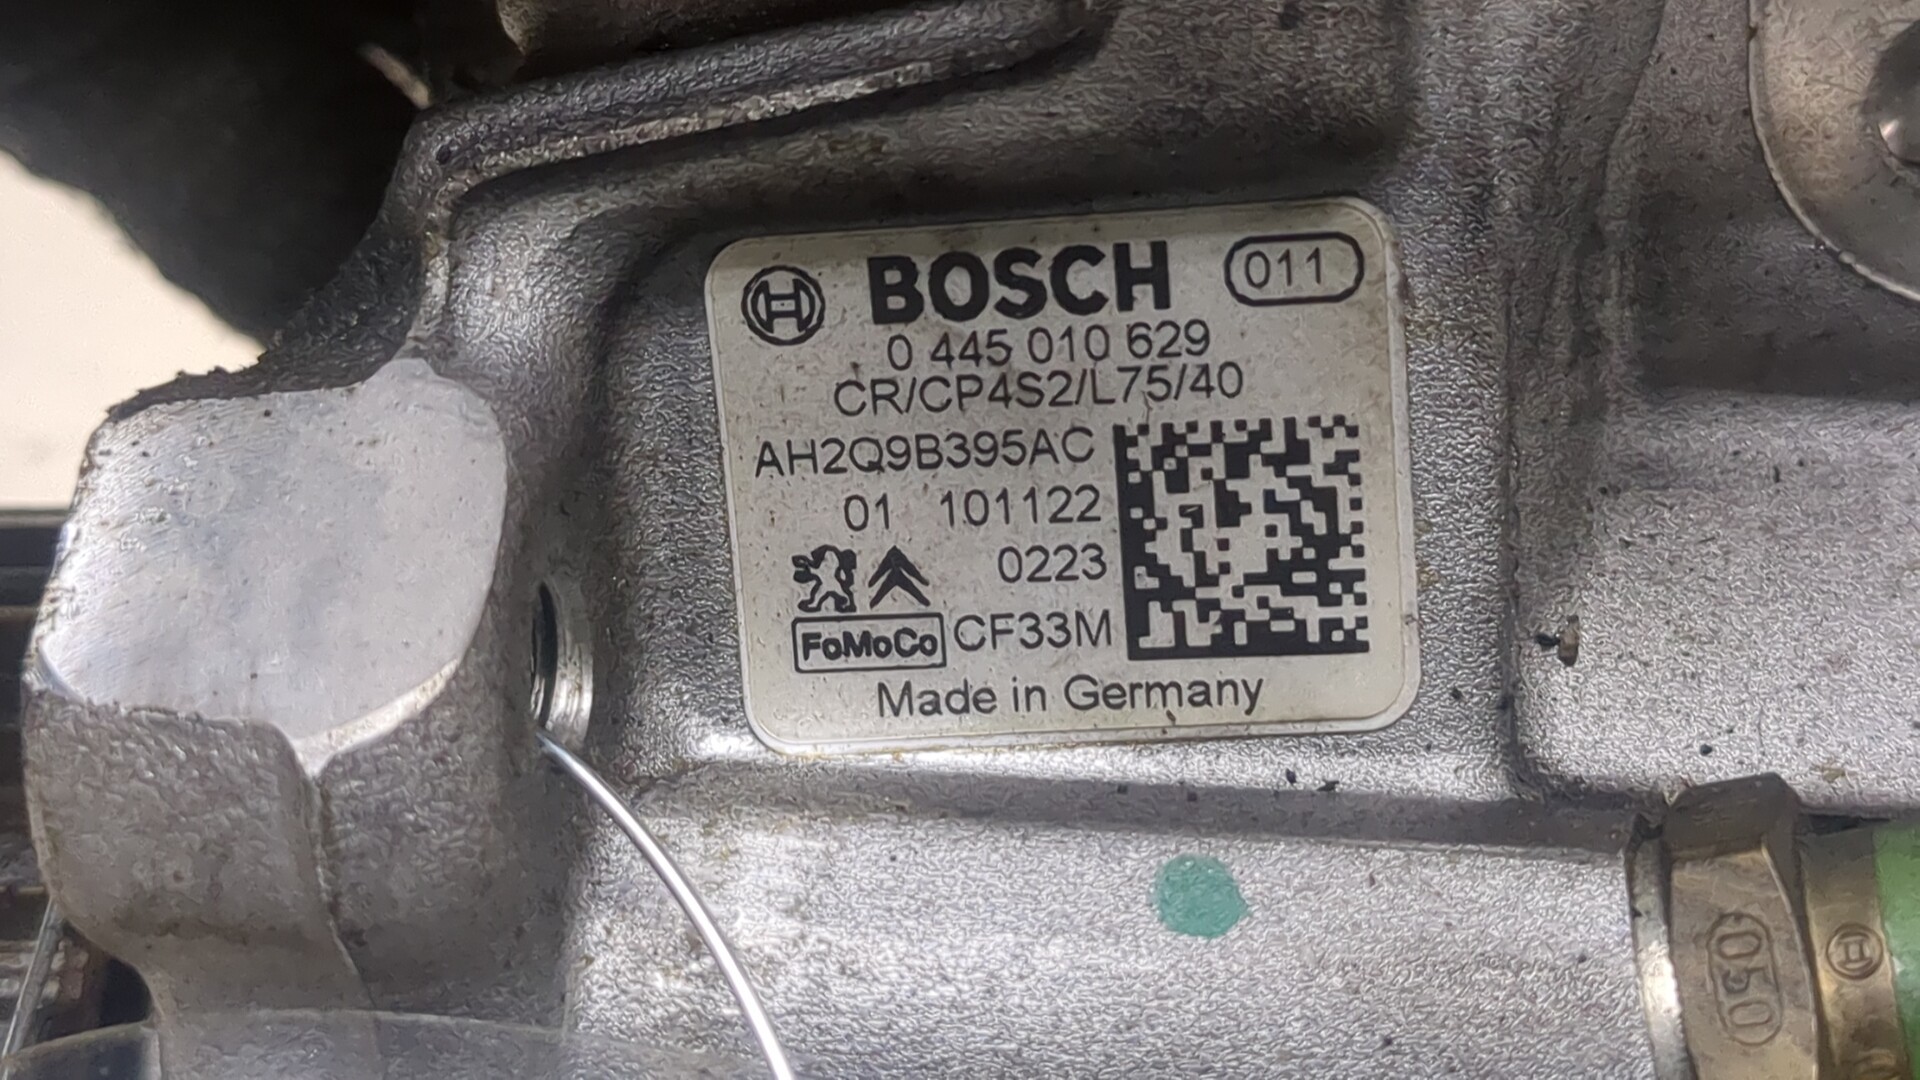 BOSCH 011
0 445 010 629
CR/CP4S2/L75/40
AH2Q9B395AC
01 101122
0223
FoMoCo CF33M
Made in Germany
050